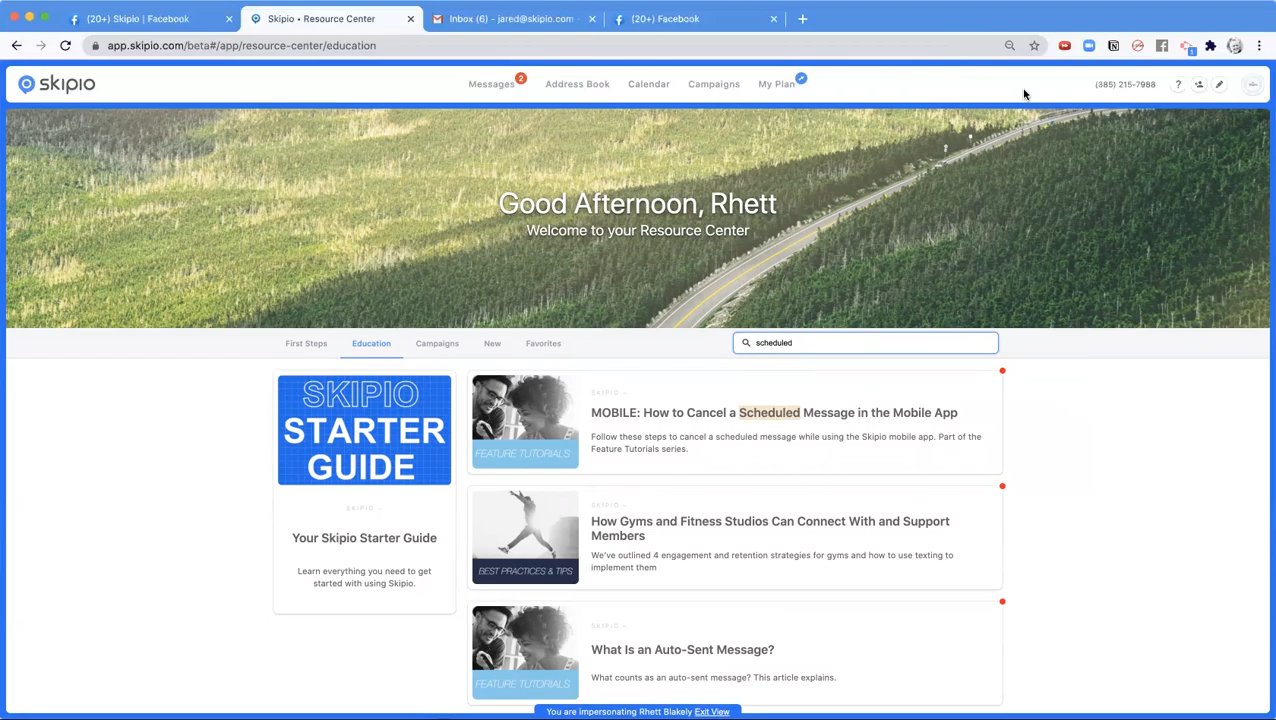 (20+) Skipio | Facebook
Skipio • Resource Center
Inbox (6) - jared@skipio.com -
(20+) Facebook
app.skipio.com/beta#/app/resource-center/education
1
skipio
Messages 2
Address Book
Calendar
Campaigns
My Plan
(385) 215-7988
?
Good Afternoon, Rhett
Welcome to your Resource Center
First Steps
Education
Campaigns
New
Favorites
scheduled
SKIPIO
STARTER
GUIDE
SKIPIO –
Your Skipio Starter Guide
Learn everything you need to get
started with using Skipio.
FEATURE TUTORIALS
SKIPIO –
MOBILE: How to Cancel a Scheduled Message in the Mobile App
Follow these steps to cancel a scheduled message while using the Skipio mobile app. Part of the
Feature Tutorials series.
BEST PRACTICES & TIPS
SKIPIO –
How Gyms and Fitness Studios Can Connect With and Support
Members
We've outlined 4 engagement and retention strategies for gyms and how to use texting to
implement them
FEATURE TUTORIALS
SKIPIO –
What Is an Auto-Sent Message?
What counts as an auto-sent message? This article explains.
You are impersonating Rhett Blakely Exit View